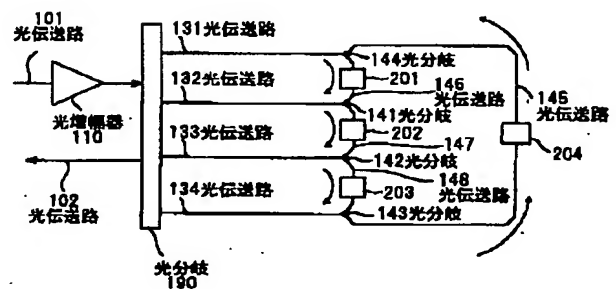 101
光伝送路
131光伝送路
144光分岐
132光伝送路
201
146
光伝送路
145
光伝送路
141光分岐
光増幅器
110
133光伝送路
202
147
204
142光分岐
102
光伝送路
134光伝送路
148
光伝送路
203
143光分岐
光分岐
190